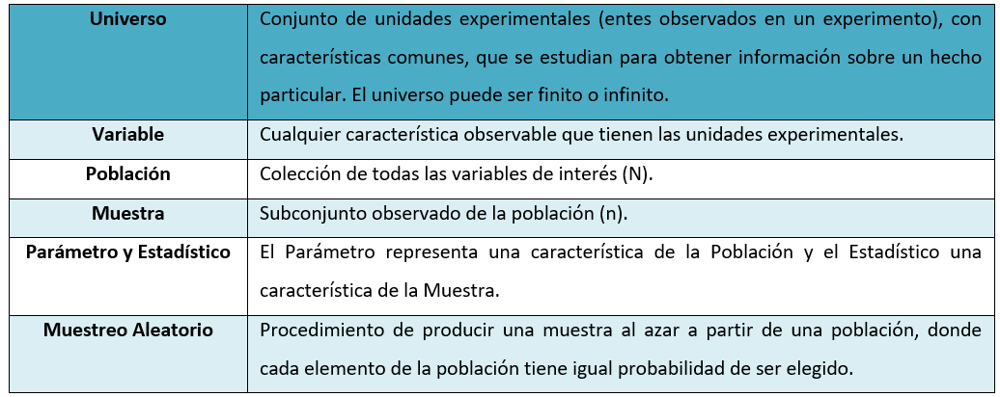 Universo
Conjunto de unidades experimentales (entes observados en un experimento), con
características comunes, que se estudian para obtener información sobre un hecho
particular. El universo puede ser finito o infinito.
Variable
Cualquier característica observable que tienen las unidades experimentales.
Población
Colección de todas las variables de interés (N).
Muestra
Subconjunto observado de la población (n).
Parámetro y Estadístico
El Parámetro representa una característica de la Población y el Estadístico una
característica de la Muestra.
Muestreo Aleatorio
Procedimiento de producir una muestra al azar a partir de una población, donde
cada elemento de la población tiene igual probabilidad de ser elegido.